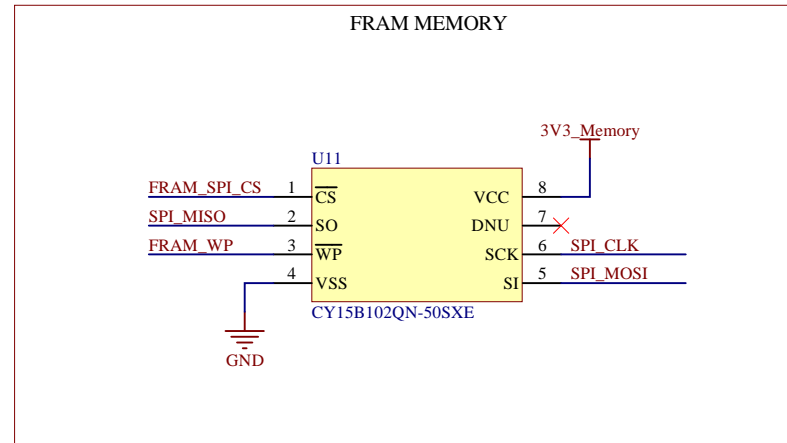 FRAM MEMORY
3V3_Memory
U11
FRAM_SPI_CS 1 CS VCC 8
SPI_MISO 2 SO DNU 7
FRAM_WP 3 WP SCK 6 SPI_CLK
4 VSS SI 5 SPI_MOSI
CY15B102QN-50SXE
GND